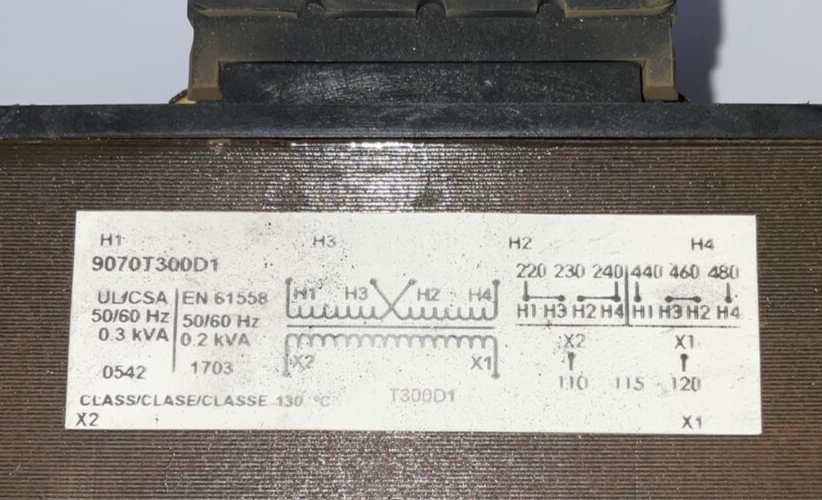 H1 H3 H2 H4
9070T300D1
UL/CSA EN 61558
50/60 Hz 50/60 Hz
0.3 kVA 0.2 kVA
0542 1703
CLASS/CLASE/CLASSE 130 °C
H1 H3 H2 H4
X2 X1
T300D1
220 230 240 440 460 480
H1 H3 H2 H4 H1 H3 H2 H4
X2 X1
110 115 120
X2 X1